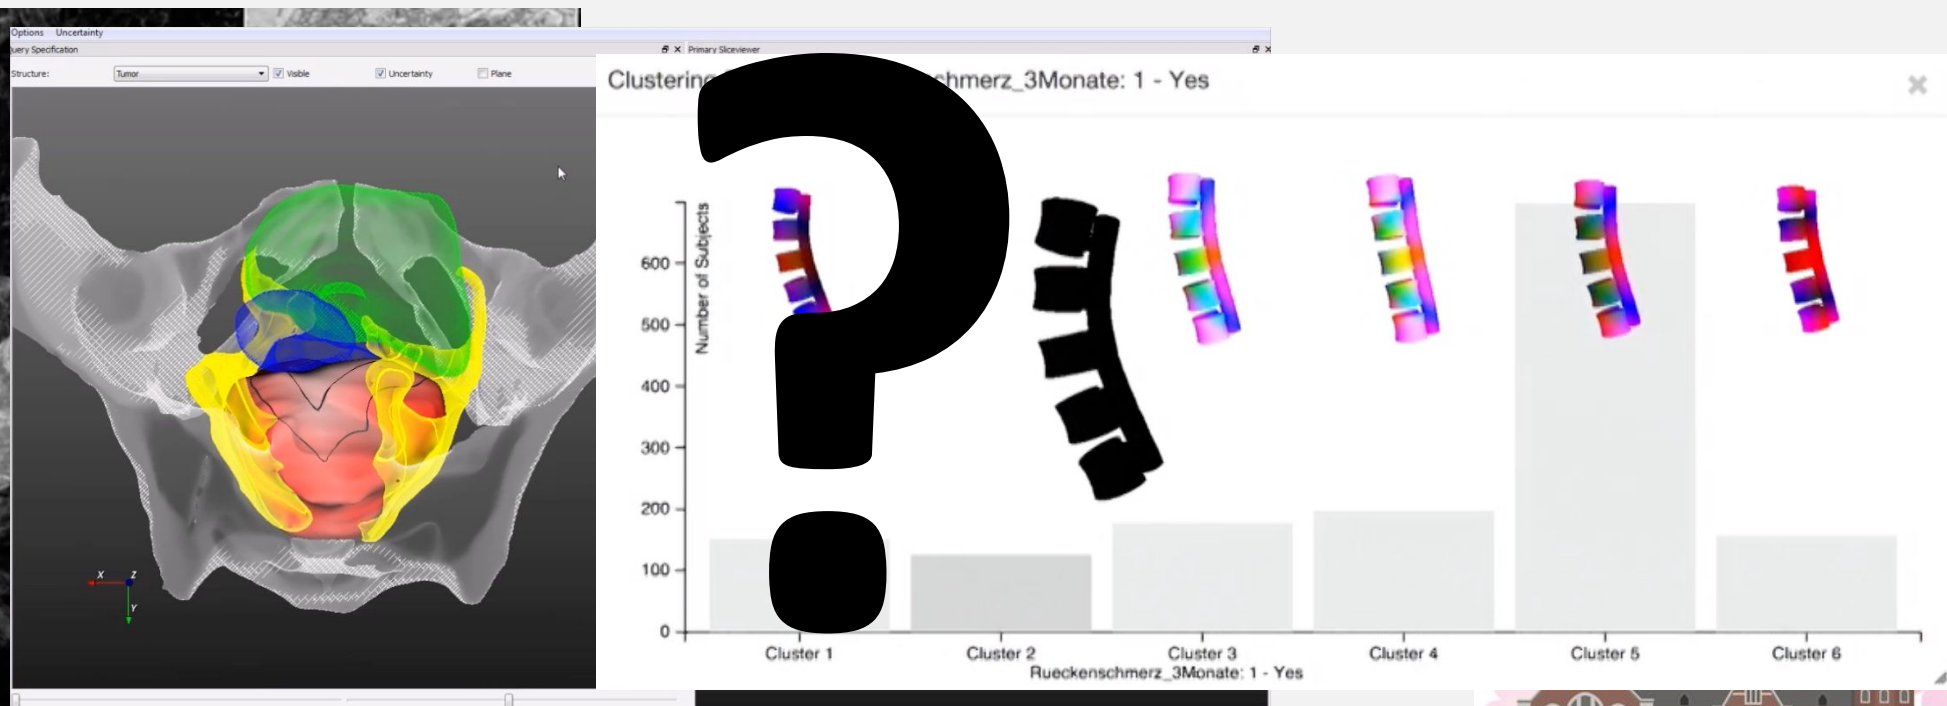 Options Uncertainty
uery Specification
Primary Sliceviewer
Structure: Tumor Visible Uncertainty Plane
Clustering
chmerz_3Monate: 1 - Yes
?
Number of Subjects
600
500
400
300
200
100
0
Cluster 1 Cluster 2 Cluster 3 Cluster 4 Cluster 5 Cluster 6
Rueckenschmerz_3Monate: 1 - Yes
X Z
Y